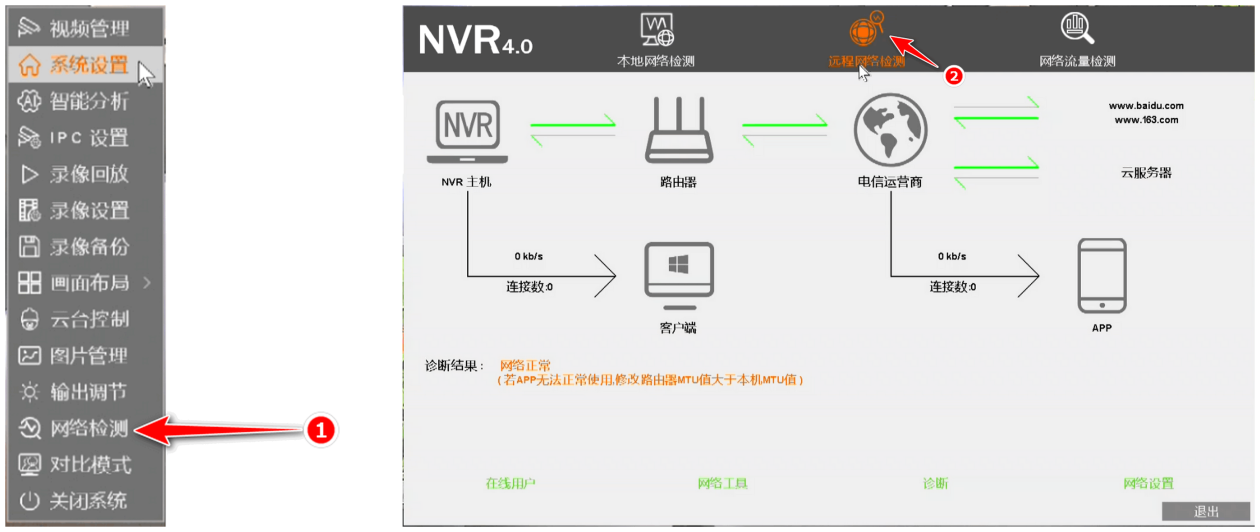 视频管理
系统设置
智能分析
IPC 设置
录像回放
录像设置
录像备份
画面布局
云台控制
图片管理
输出调节
网络检测
对比模式
关闭系统
1
NVR4.0
本地网络检测
远程网络检测
网络流量检测
2
NVR
NVR 主机
路由器
电信运营商
www.baidu.com
www.163.com
云服务器
0 kb/s
连接数:0
客户端
0 kb/s
连接数:0
APP
诊断结果： 网络正常
(若APP无法正常使用,修改路由器MTU值大于本机MTU值)
在线用户
网络工具
诊断
网络设置
退出